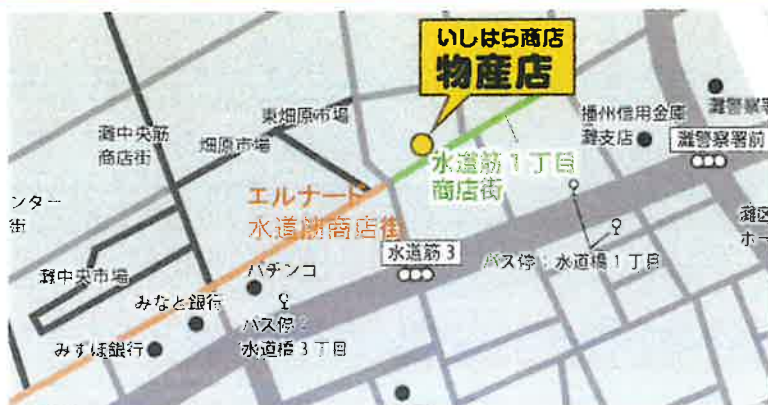 いしはら商店
物産店
東畑原市場
畑原市場
灘中央筋
商店街
播州信用金庫
灘支店
灘警察署
灘警察署前
水道筋1丁目
商店街
エルナード
水道筋商店街
ンター
街
灘中央市場
パチンコ
水道筋3
バス停:水道橋1丁目
灘区
ホー
みなと銀行
みずほ銀行
バス停:
水道橋3丁目